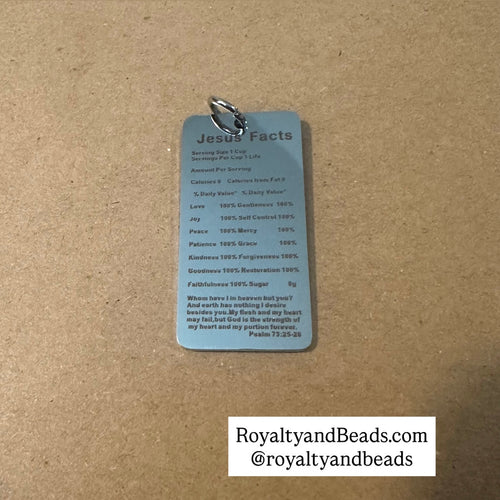 Jesus Facts
Serving Size 1 Cup
Servings Per Cup 1 Life
Amount Per Serving
Calories 0 Calories from Fat 0
% Daily Value* % Daily Value*
Love 100% Gentleness 100%
Joy 100% Self Control 100%
Peace 100% Mercy 100%
Patience 100% Grace 100%
Kindness 100% Forgiveness 100%
Goodness 100% Restoration 100%
Faithfulness 100% Sugar 0g
Whom have I in heaven but you?
And earth has nothing I desire
besides you.My flesh and my heart
may fail,but God is the strength of
my heart and my portion forever.
Psalm 73:25-26
RoyaltyandBeads.com
@royaltyandbeads